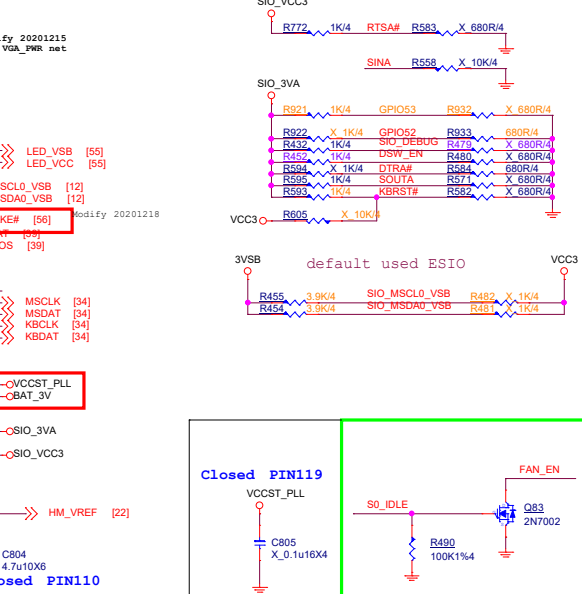 SIO_VCC3
R772 1K/4 RTSA# R583 X_680R/4
ify 20201215
VGA_PWR net
SINA R558 X_10K/4
SIO_3VA
R921 1K/4 GPIO53 R932 X_680R/4
R922 X_1K/4 GPIO52 R933 680R/4
R432 1K/4 SIO_DEBUG R479 X_680R/4
R452 1K/4 DSW_EN R480 X_680R/4
R594 X_1K/4 DTRA# R584 680R/4
R595 1K/4 SOUTA R571 X_680R/4
R593 1K/4 KBRST# R582 X_680R/4
VCC3 R605 X_10K/4
LED_VSB [55]
LED_VCC [55]
SCL0_VSB [12]
SDA0_VSB [12]
KE# [56] Modify 20201218
AT [39]
OS [39]
3VSB default used ESIO VCC3
R455 3.9K/4 SIO_MSCL0_VSB R482 X_1K/4
R454 3.9K/4 SIO_MSDA0_VSB R481 X_1K/4
MSCLK [34]
MSDAT [34]
KBCLK [34]
KBDAT [34]
VCCST_PLL
BAT_3V
SIO_3VA
SIO_VCC3
HM_VREF [22]
C804
4.7u10X6
osed PIN110
Closed PIN119
VCCST_PLL
C805
X_0.1u16X4
FAN_EN
S0_IDLE
Q83
2N7002
R490
100K1%4